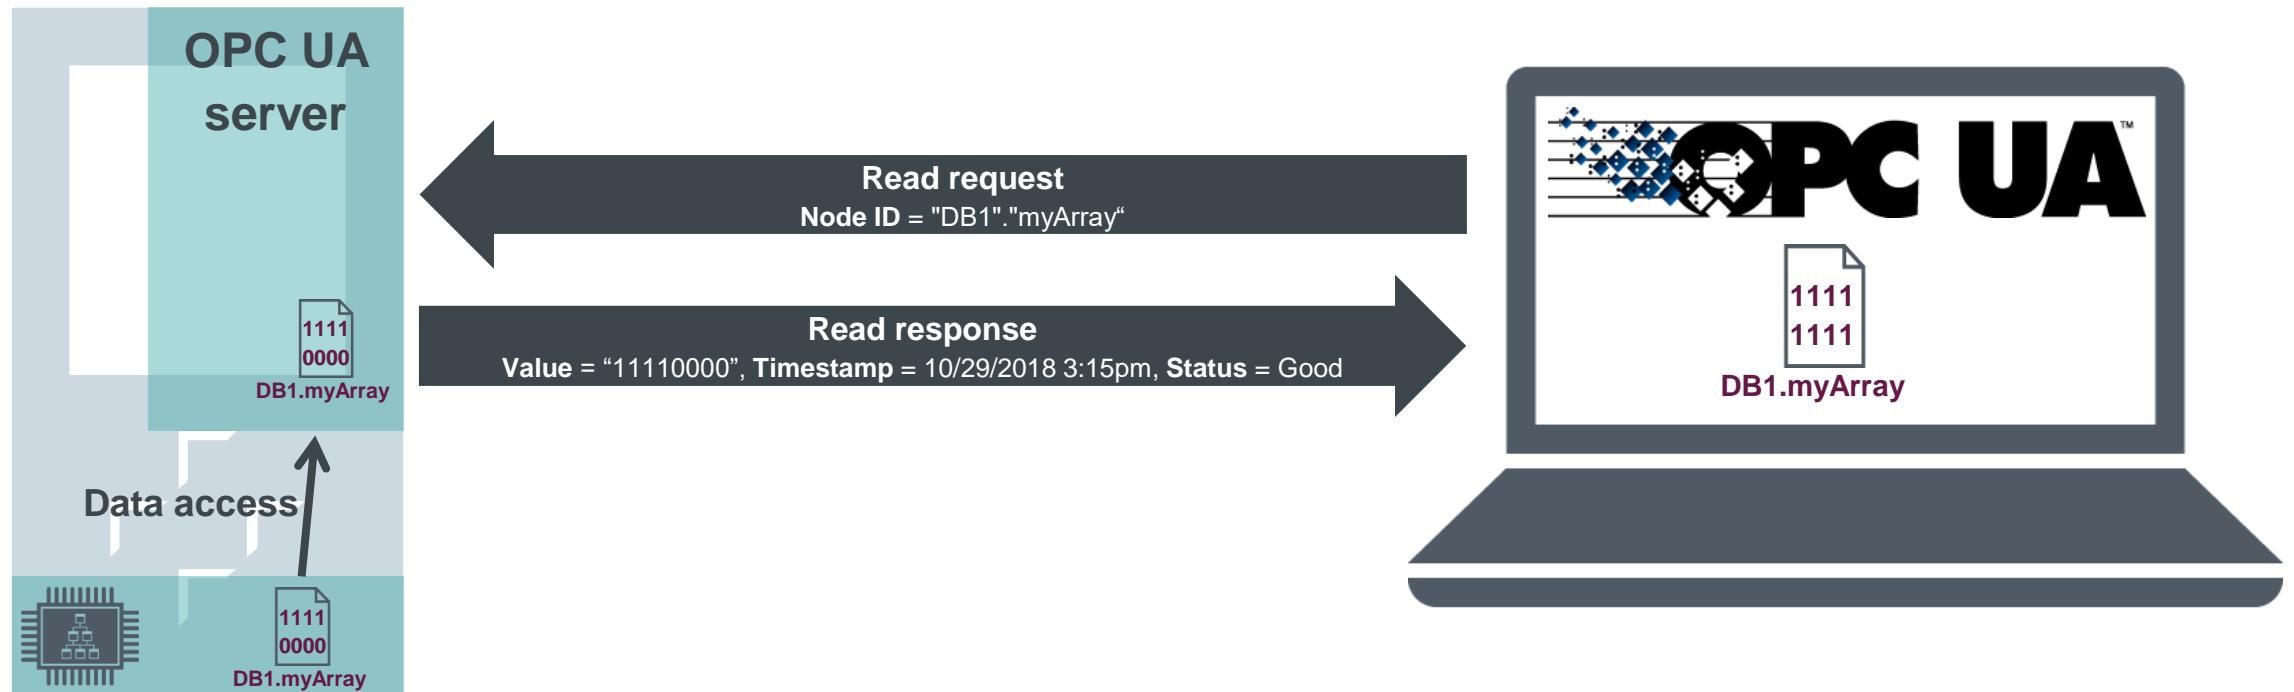 OPC UA
server
1111
0000
DB1.myArray
Data access
1111
0000
DB1.myArray
Read request
Node ID = "DB1"."myArray“
Read response
Value = “11110000”, Timestamp = 10/29/2018 3:15pm, Status = Good
OPC UA™
1111
1111
DB1.myArray